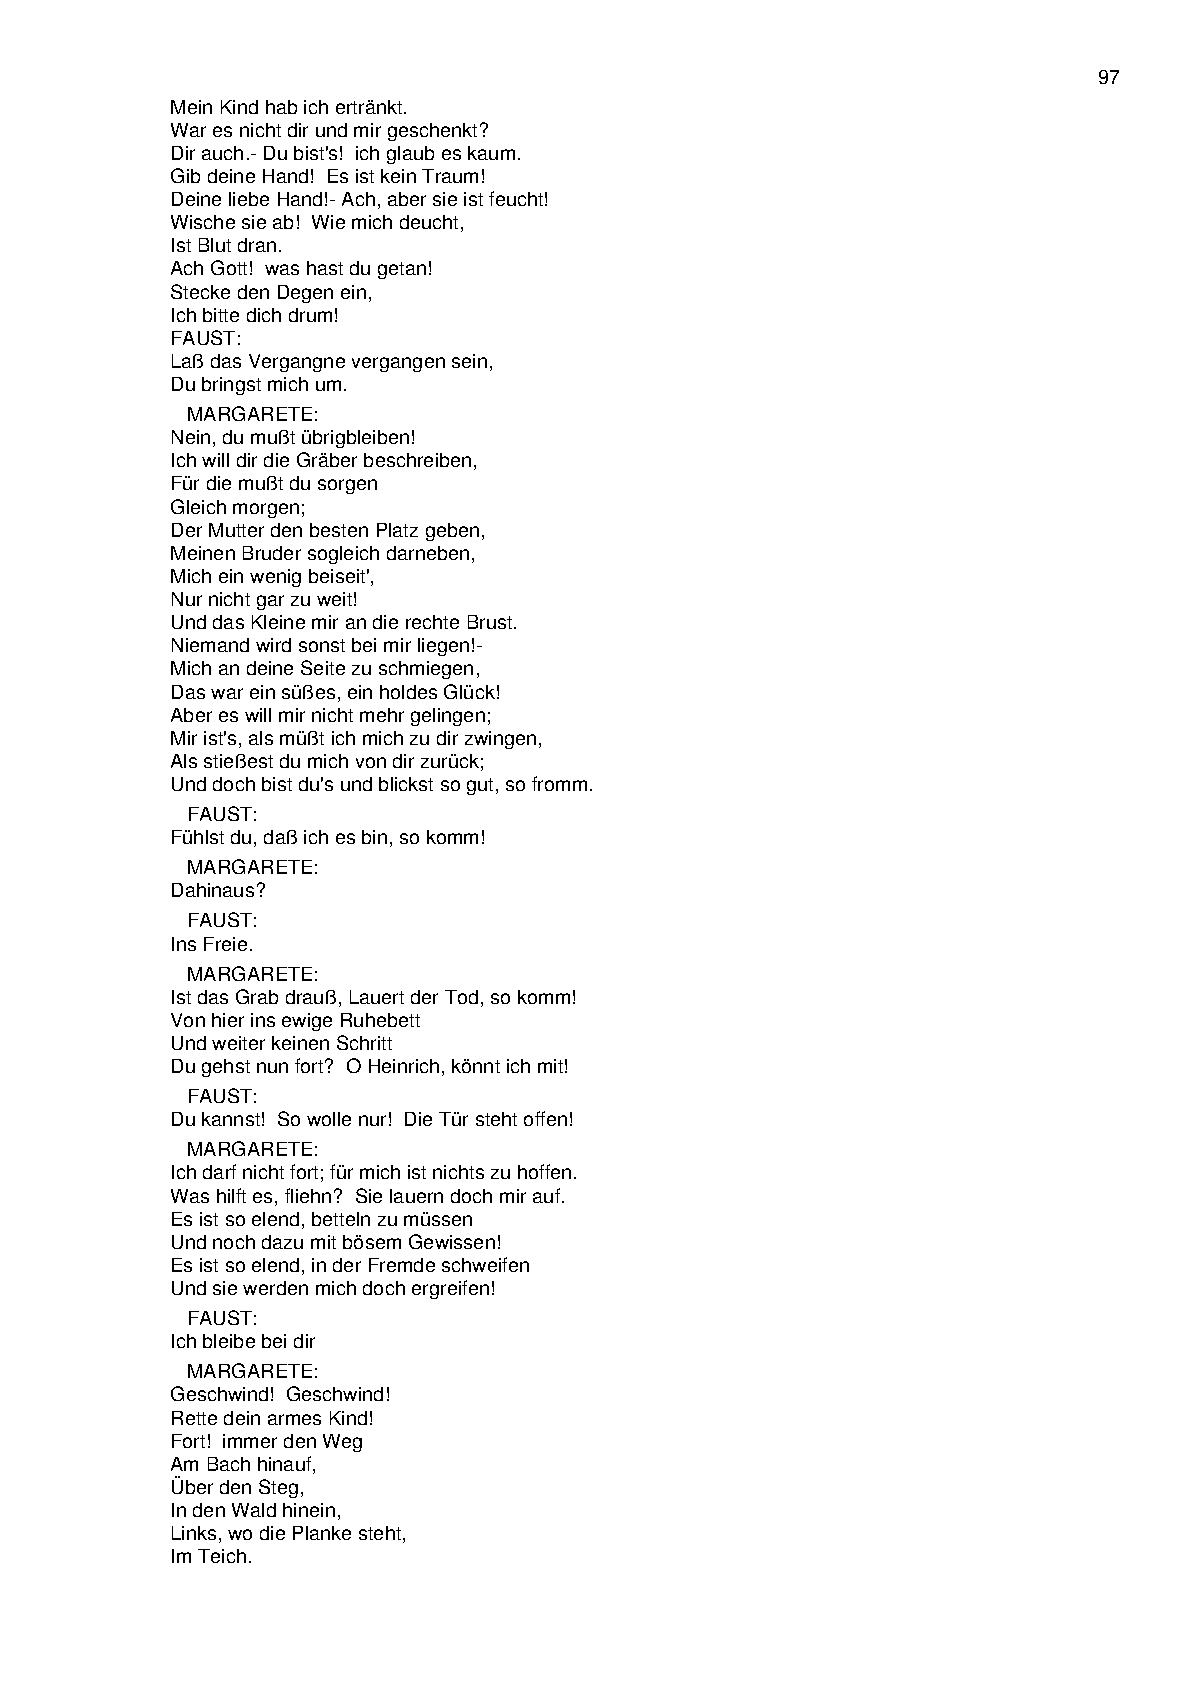 97
Mein Kind hab ich ertränkt.
War es nicht dir und mir geschenkt?
Dir auch.- Du bist's!  ich glaub es kaum.
Gib deine Hand!  Es ist kein Traum!
Deine liebe Hand!- Ach, aber sie ist feucht!
Wische sie ab!  Wie mich deucht,
Ist Blut dran.
Ach Gott!  was hast du getan!
Stecke den Degen ein,
Ich bitte dich drum!
FAUST:
Laß das Vergangne vergangen sein,
Du bringst mich um.
MARGARETE:
Nein, du mußt übrigbleiben!
Ich will dir die Gräber beschreiben,
Für die mußt du sorgen
Gleich morgen;
Der Mutter den besten Platz geben,
Meinen Bruder sogleich darneben,
Mich ein wenig beiseit',
Nur nicht gar zu weit!
Und das Kleine mir an die rechte Brust.
Niemand wird sonst bei mir liegen!-
Mich an deine Seite zu schmiegen,
Das war ein süßes, ein holdes Glück!
Aber es will mir nicht mehr gelingen;
Mir ist's, als müßt ich mich zu dir zwingen,
Als stießest du mich von dir zurück;
Und doch bist du's und blickst so gut, so fromm.
FAUST:
Fühlst du, daß ich es bin, so komm!
MARGARETE:
Dahinaus?
FAUST:
Ins Freie.
MARGARETE:
Ist das Grab drauß, Lauert der Tod, so komm!
Von hier ins ewige Ruhebett
Und weiter keinen Schritt
Du gehst nun fort?  O Heinrich, könnt ich mit!
FAUST:
Du kannst!  So wolle nur!  Die Tür steht offen!
MARGARETE:
Ich darf nicht fort; für mich ist nichts zu hoffen.
Was hilft es, fliehn?  Sie lauern doch mir auf.
Es ist so elend, betteln zu müssen
Und noch dazu mit bösem Gewissen!
Es ist so elend, in der Fremde schweifen
Und sie werden mich doch ergreifen!
FAUST:
Ich bleibe bei dir
MARGARETE:
Geschwind!  Geschwind!
Rette dein armes Kind!
Fort!  immer den Weg
Am Bach hinauf,
Über den Steg,
In den Wald hinein,
Links, wo die Planke steht,
Im Teich.